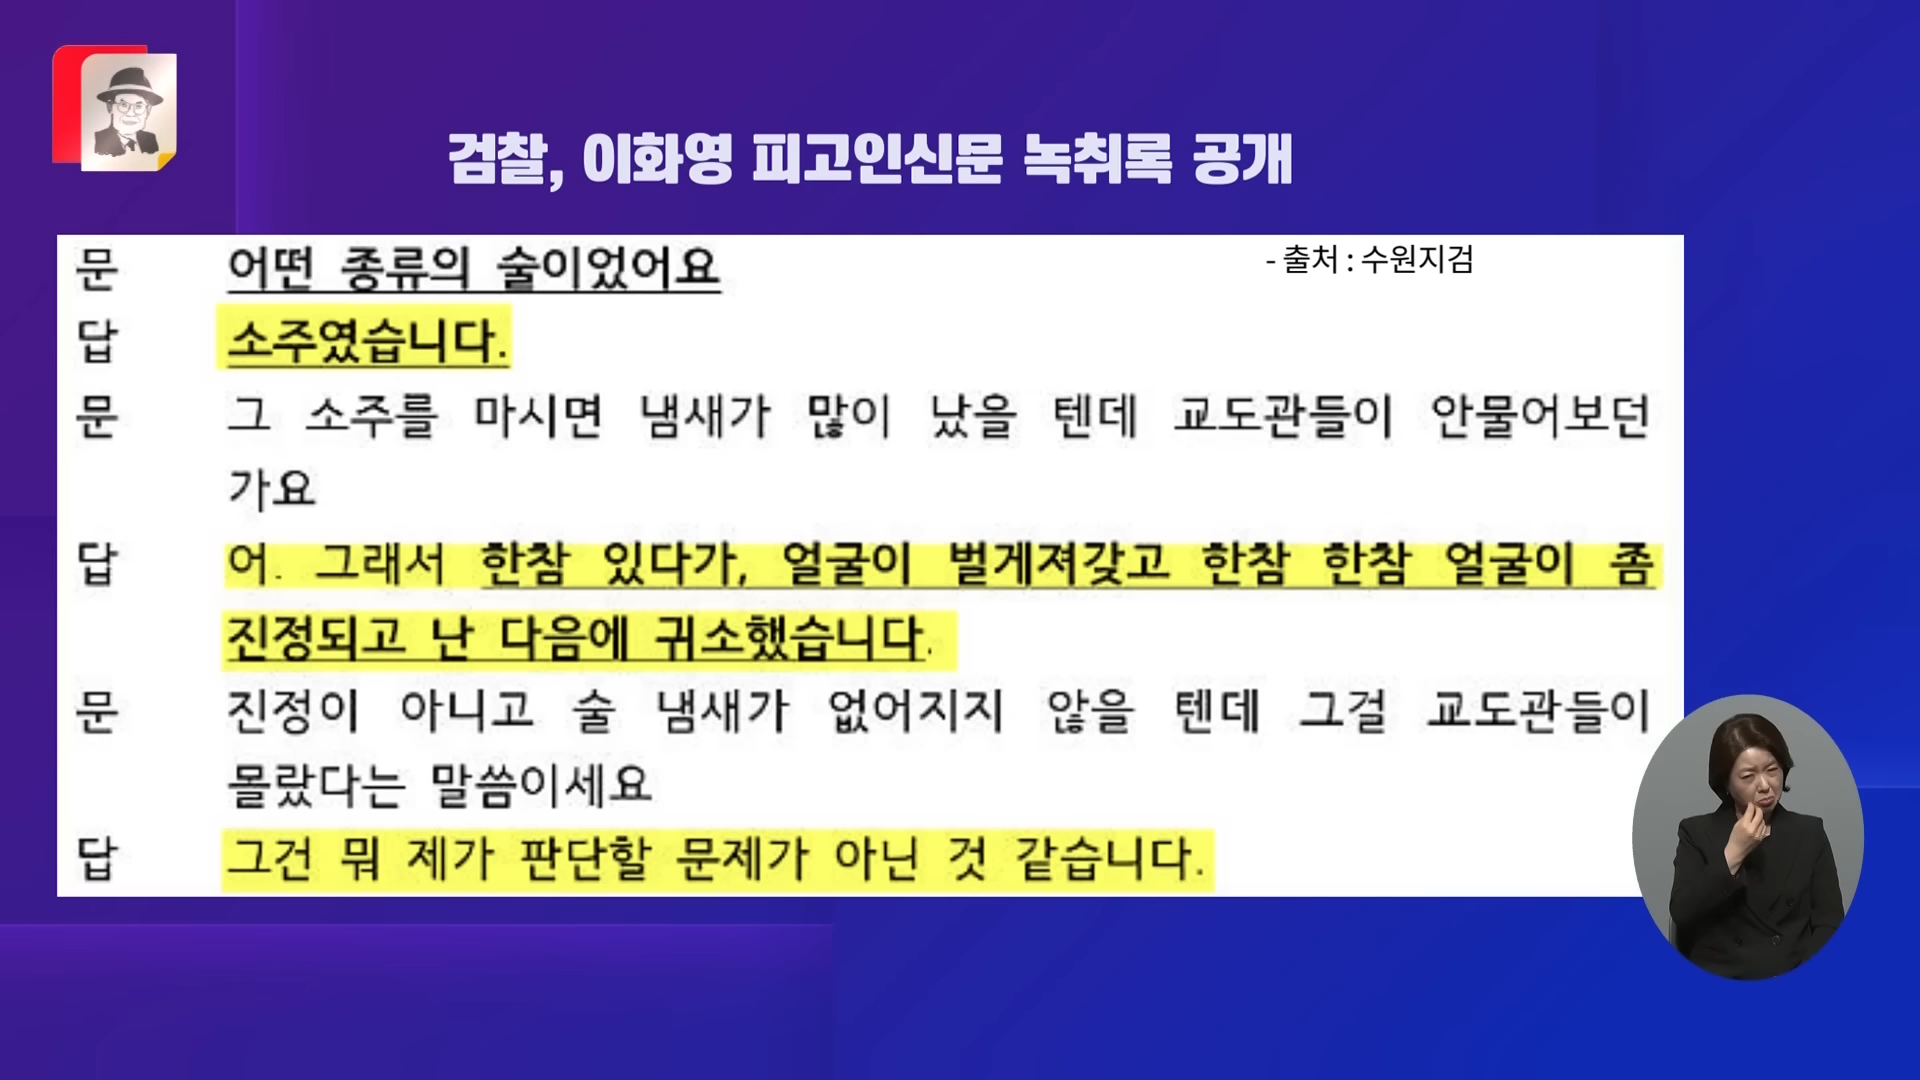 검찰, 이화영 피고인신문 녹취록 공개
- 출처 : 수원지검
문 어떤 종류의 술이었어요
답 소주였습니다.
문 그 소주를 마시면 냄새가 많이 났을 텐데 교도관들이 안물어보던
가요
답 어. 그래서 한참 있다가, 얼굴이 벌게져갖고 한참 한참 얼굴이 좀
진정되고 난 다음에 귀소했습니다.
문 진정이 아니고 술 냄새가 없어지지 않을 텐데 그걸 교도관들이
몰랐다는 말씀이세요
답 그건 뭐 제가 판단할 문제가 아닌 것 같습니다.